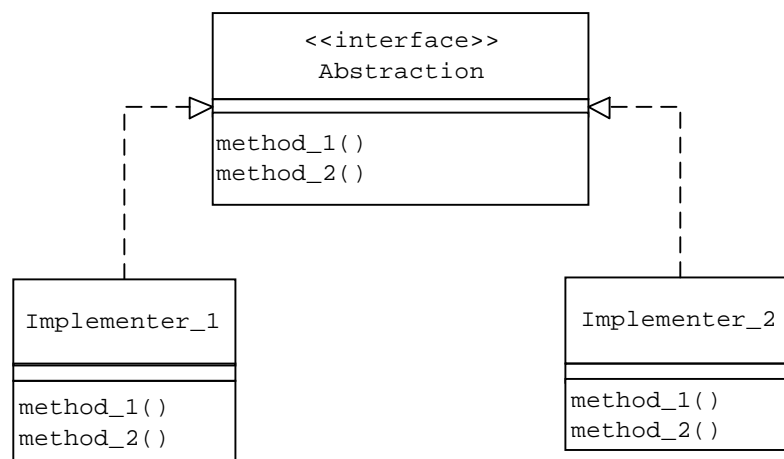 <<interface>>
Abstraction
method_1()
method_2()
Implementer_1
method_1()
method_2()
Implementer_2
method_1()
method_2()